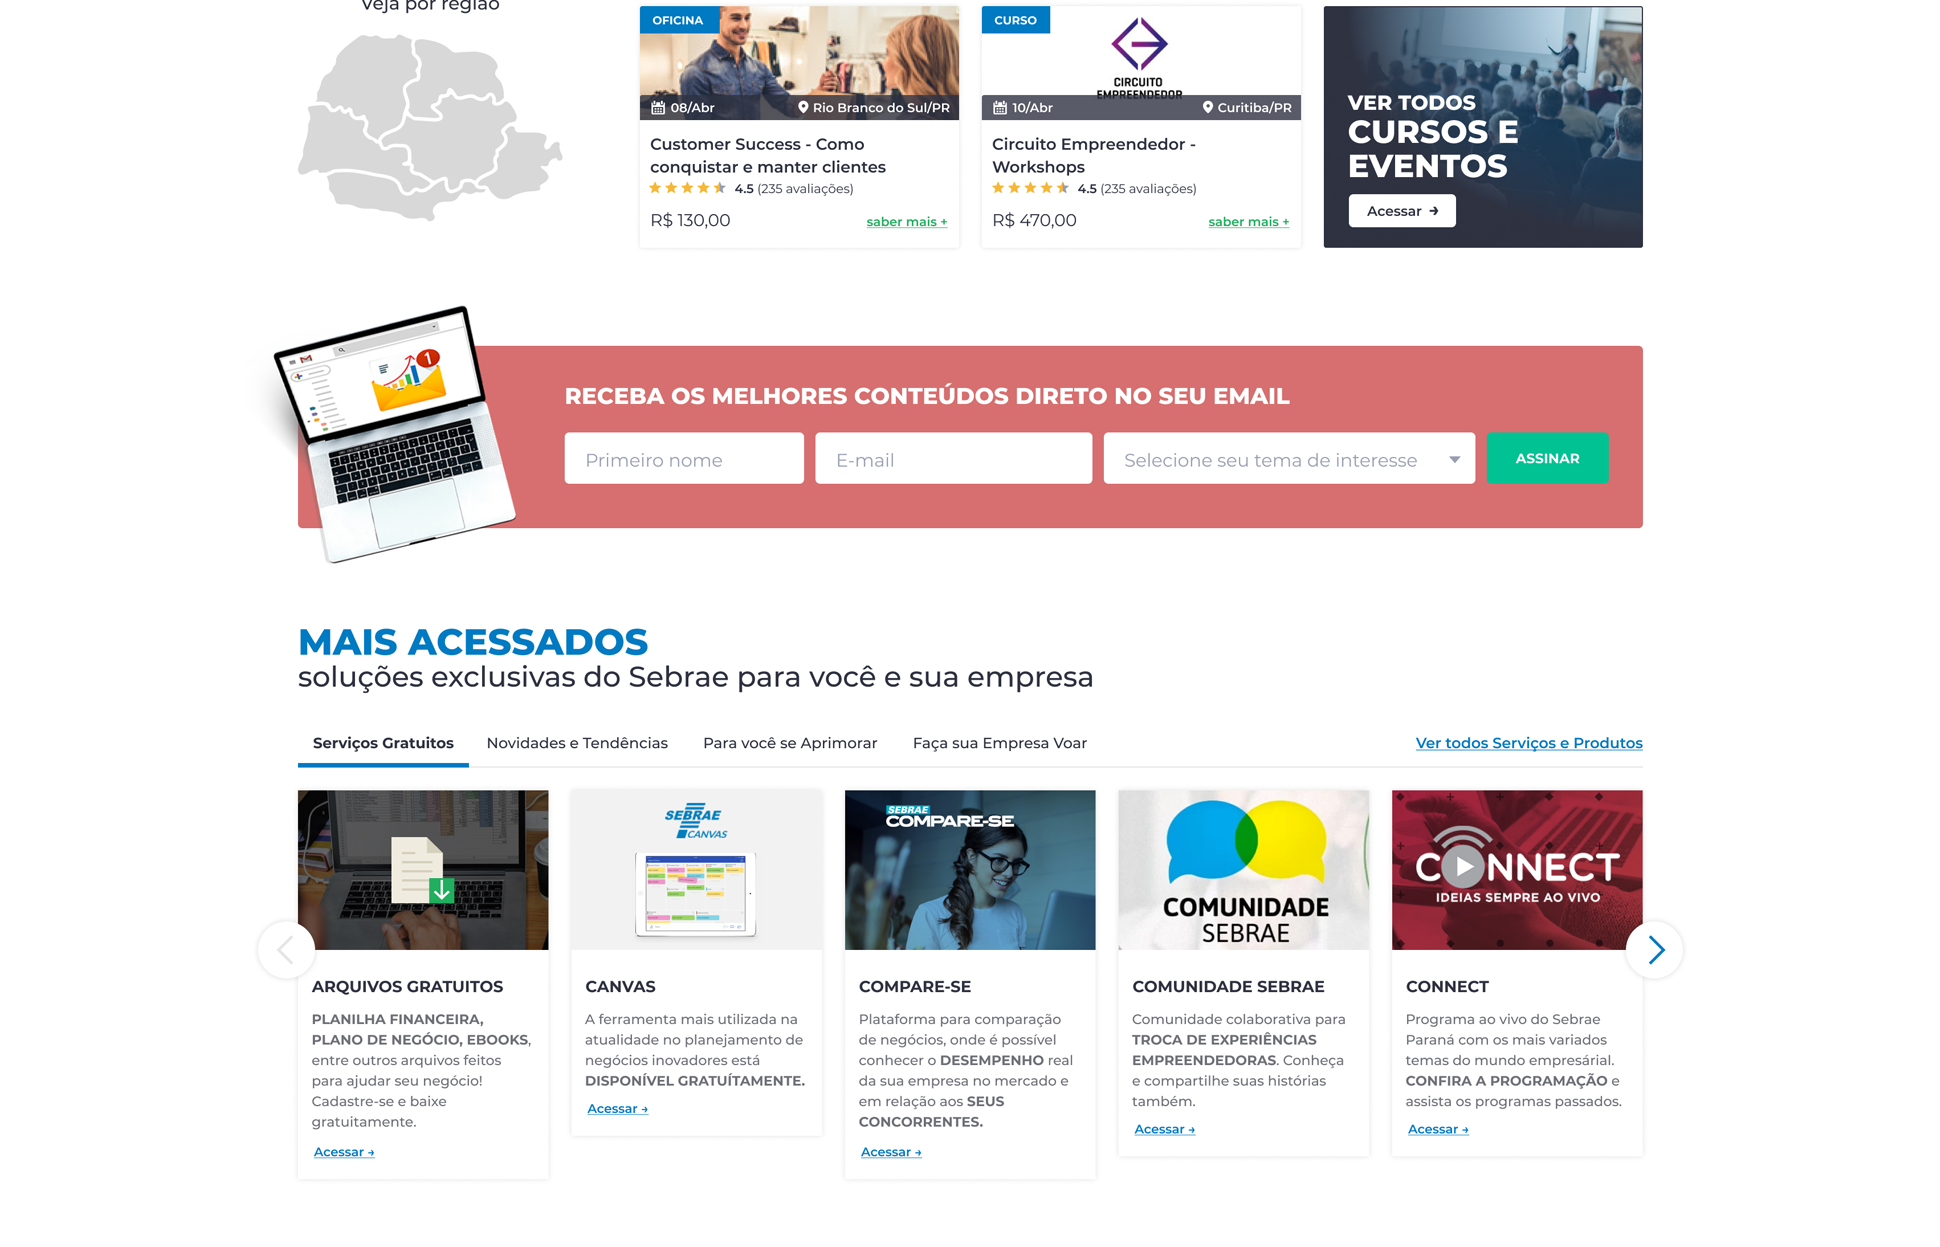 Veja por região
OFICINA
08/Abr
Rio Branco do Sul/PR
Customer Success - Como
conquistar e manter clientes
4.5 (235 avaliações)
R$ 130,00
saber mais +
CURSO
CIRCUITO
EMPREENDEDOR
10/Abr
Curitiba/PR
Circuito Empreendedor -
Workshops
4.5 (235 avaliações)
R$ 470,00
saber mais +
VER TODOS
CURSOS E
EVENTOS
Acessar →
1
RECEBA OS MELHORES CONTEÚDOS DIRETO NO SEU EMAIL
Primeiro nome
E-mail
Selecione seu tema de interesse
ASSINAR
MAIS ACESSADOS
soluções exclusivas do Sebrae para você e sua empresa
Serviços Gratuitos
Novidades e Tendências
Para você se Aprimorar
Faça sua Empresa Voar
Ver todos Serviços e Produtos
ARQUIVOS GRATUITOS
PLANILHA FINANCEIRA,
PLANO DE NEGÓCIO, EBOOKS,
entre outros arquivos feitos
para ajudar seu negócio!
Cadastre-se e baixe
gratuitamente.
Acessar →
SEBRAE
CANVAS
CANVAS
A ferramenta mais utilizada na
atualidade no planejamento de
negócios inovadores está
DISPONÍVEL GRATUÍTAMENTE.
Acessar →
SEBRAE
COMPARE-SE
COMPARE-SE
Plataforma para comparação
de negócios, onde é possível
conhecer o DESEMPENHO real
da sua empresa no mercado e
em relação aos SEUS
CONCORRENTES.
Acessar →
COMUNIDADE
SEBRAE
COMUNIDADE SEBRAE
Comunidade colaborativa para
TROCA DE EXPERIÊNCIAS
EMPREENDEDORAS. Conheça
e compartilhe suas histórias
também.
Acessar →
CONNECT
IDEIAS SEMPRE AO VIVO
CONNECT
Programa ao vivo do Sebrae
Paraná com os mais variados
temas do mundo empresárial.
CONFIRA A PROGRAMAÇÃO e
assista os programas passados.
Acessar →